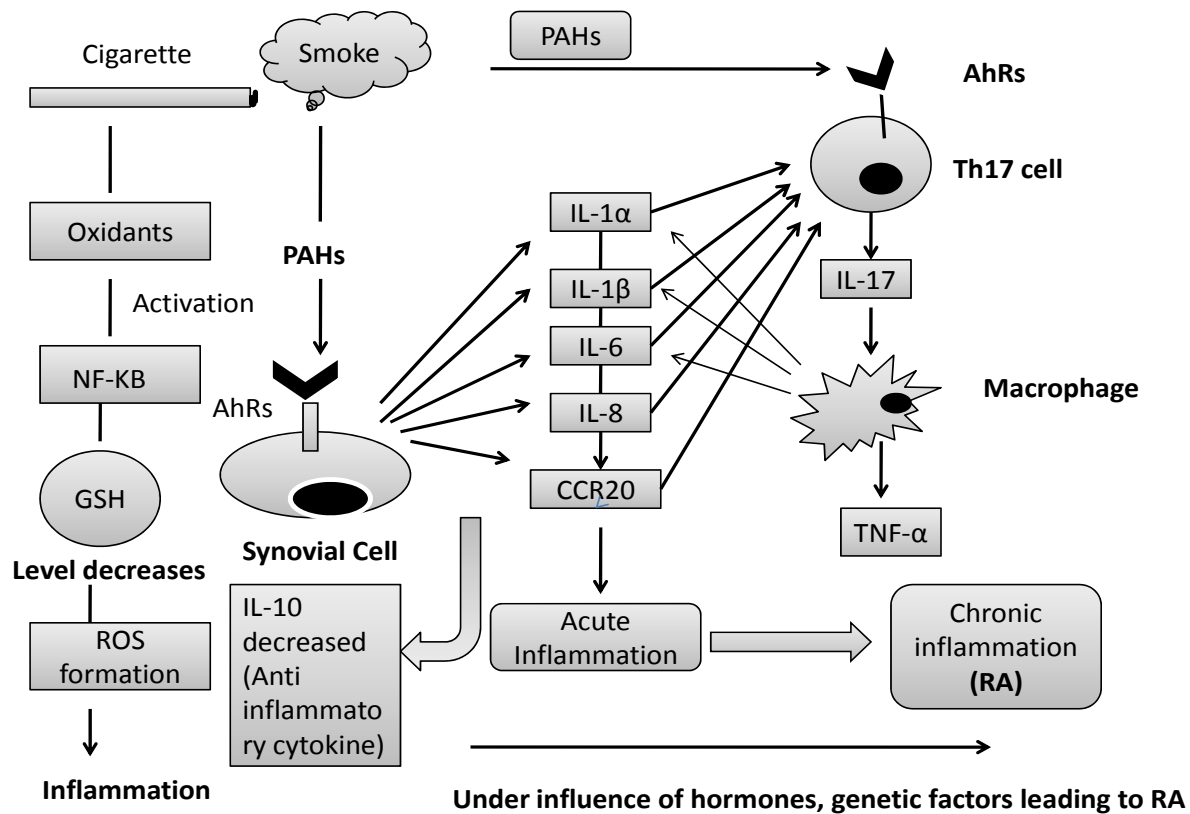 Cigarette
Smoke
PAHs
AhRs
Th17 cell
Oxidants
PAHs
Activation
NF-KB
AhRs
GSH
Level decreases
ROS
formation
Inflammation
Synovial Cell
IL-10
decreased
(Anti
inflammato
ry cytokine)
IL-1α
IL-1β
IL-6
IL-8
CCR20
Acute
Inflammation
IL-17
Macrophage
TNF-α
Chronic
inflammation
(RA)
Under influence of hormones, genetic factors leading to RA